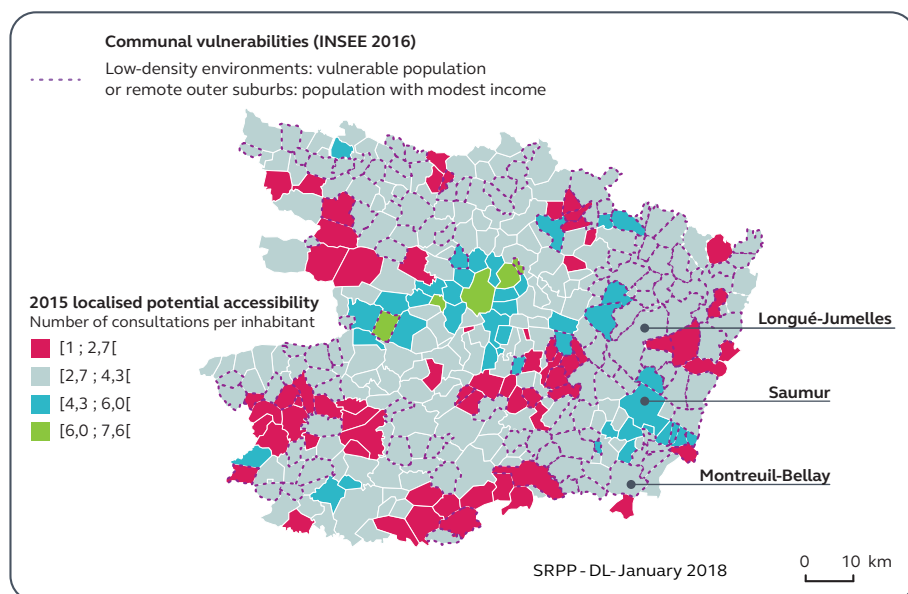 Communal vulnerabilities (INSEE 2016)
Low-density environments: vulnerable population
or remote outer suburbs: population with modest income
2015 localised potential accessibility
Number of consultations per inhabitant
[1 ; 2,7[
[2,7 ; 4,3[
[4,3 ; 6,0[
[6,0 ; 7,6[
Longué-Jumelles
Saumur
Montreuil-Bellay
SRPP - DL- January 2018
0 10 km